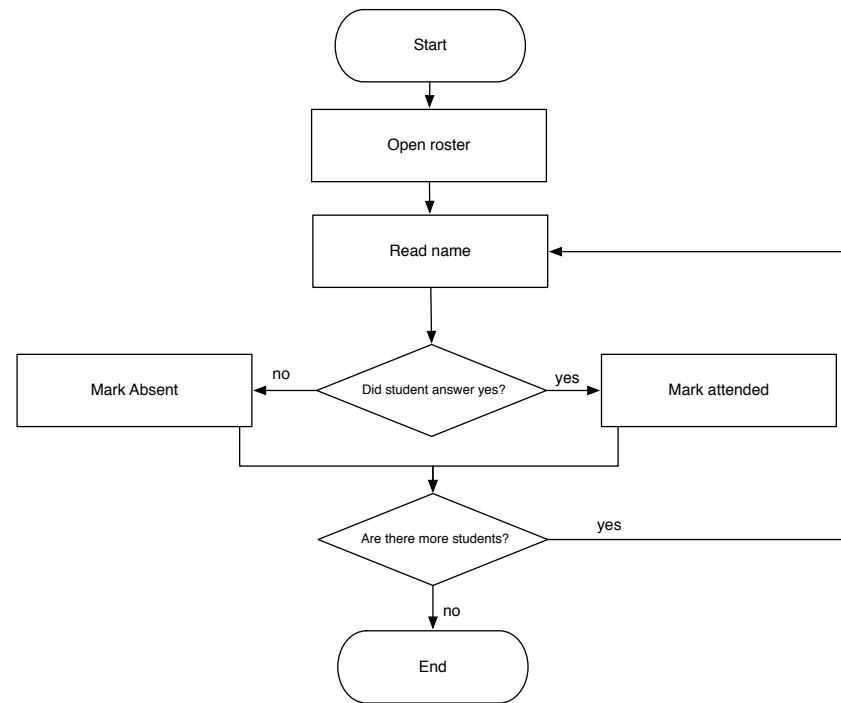 Start
Open roster
Read name
no
yes
Mark Absent
Did student answer yes?
Mark attended
Are there more students?
yes
no
End